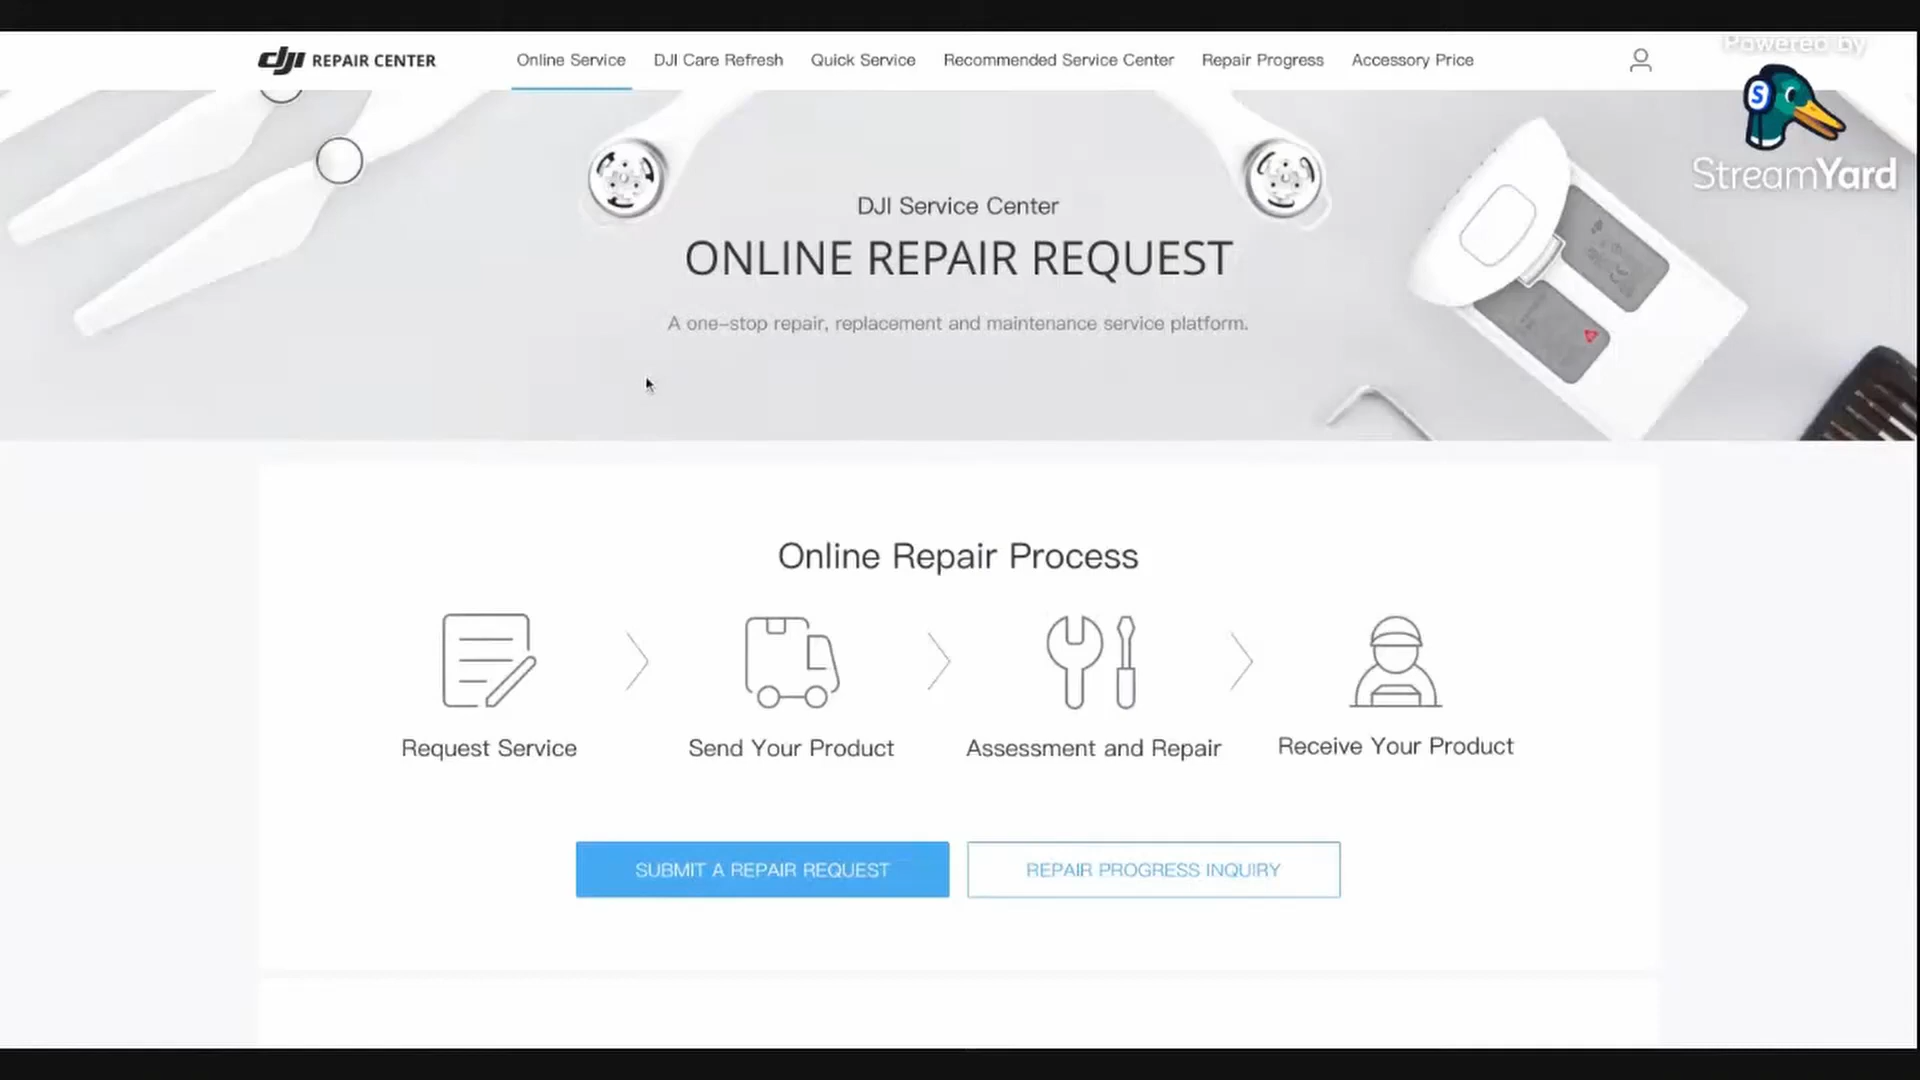 dji REPAIR CENTER
Online Service
DJI Care Refresh
Quick Service
Recommended Service Center
Repair Progress
Accessory Price
Powered by
S
StreamYard
DJI Service Center
ONLINE REPAIR REQUEST
A one-stop repair, replacement and maintenance service platform.
Online Repair Process
Request Service
Send Your Product
Assessment and Repair
Receive Your Product
SUBMIT A REPAIR REQUEST
REPAIR PROGRESS INQUIRY